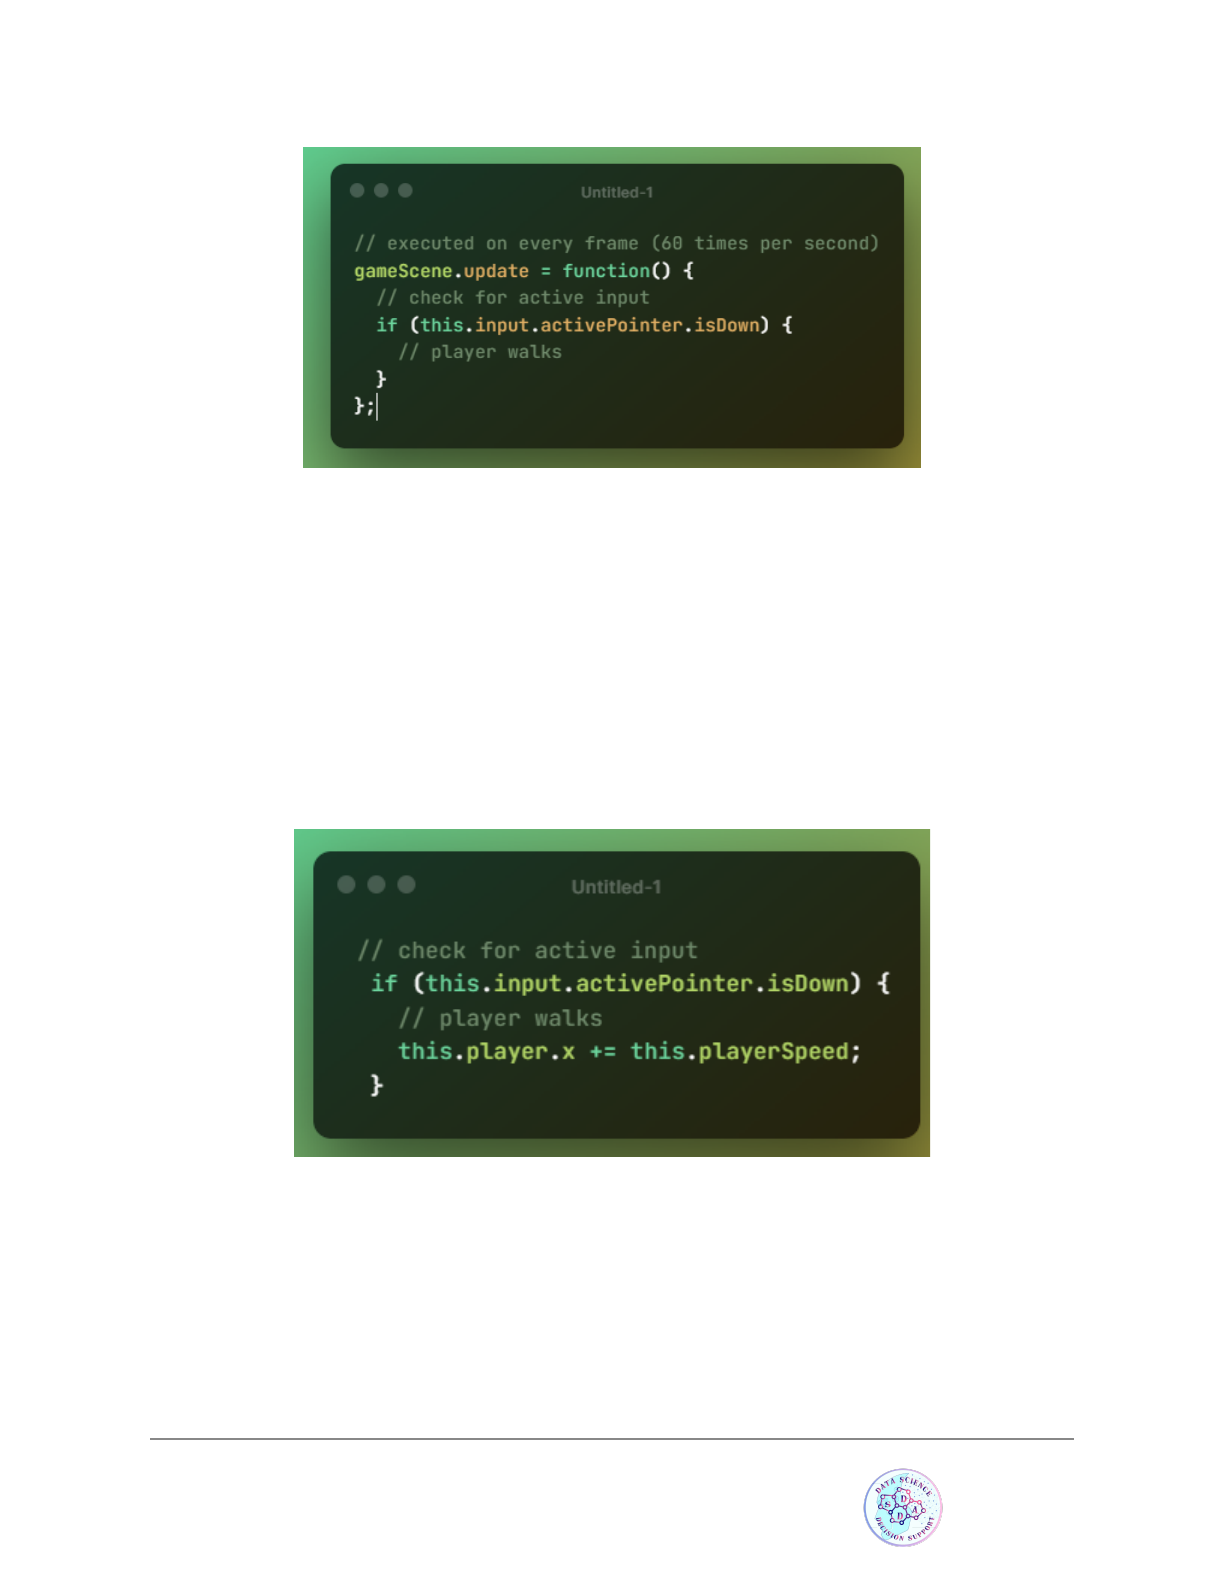 Untitled-1
// executed on every frame (60 times per second)
gameScene.update = function() {
  // check for active input
  if (this.input.activePointer.isDown) {
    // player walks
  }
};
Untitled-1
// check for active input
 if (this.input.activePointer.isDown) {
   // player walks
   this.player.x += this.playerSpeed;
 }
DATA SCIENCE
S D D A
DECISION SUPPORT